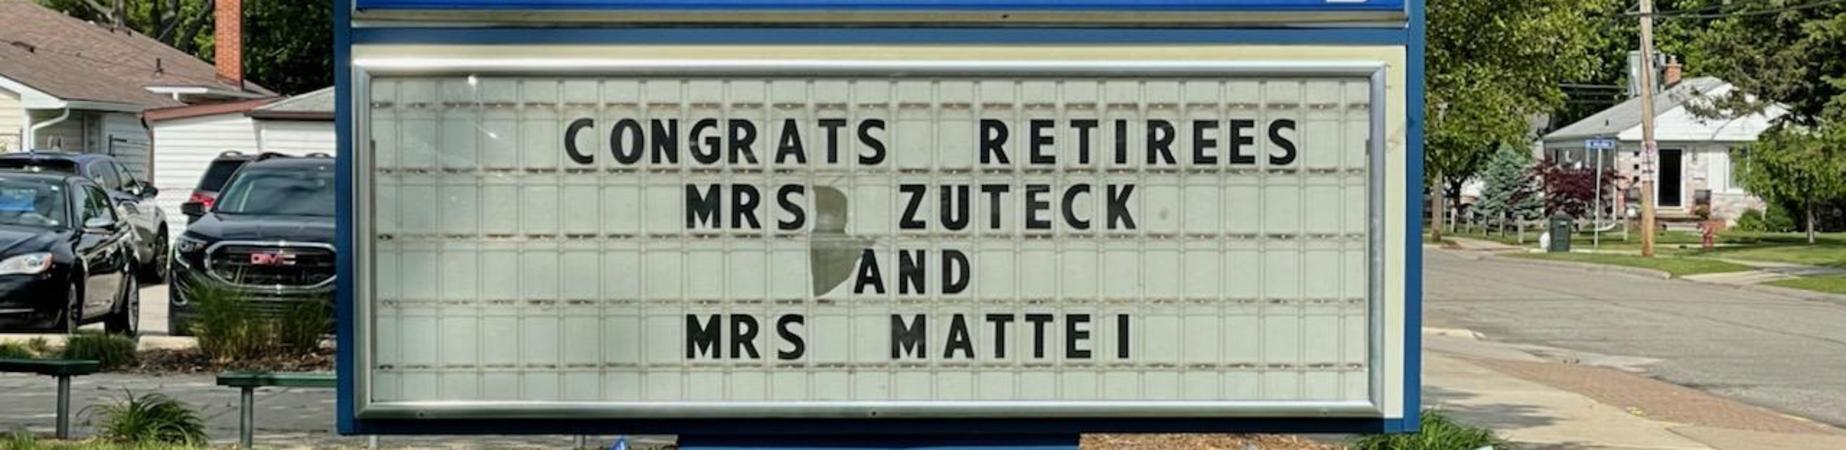 CONGRATS RETIREES
MRS ZUTECK
AND
MRS MATTEI
GMC